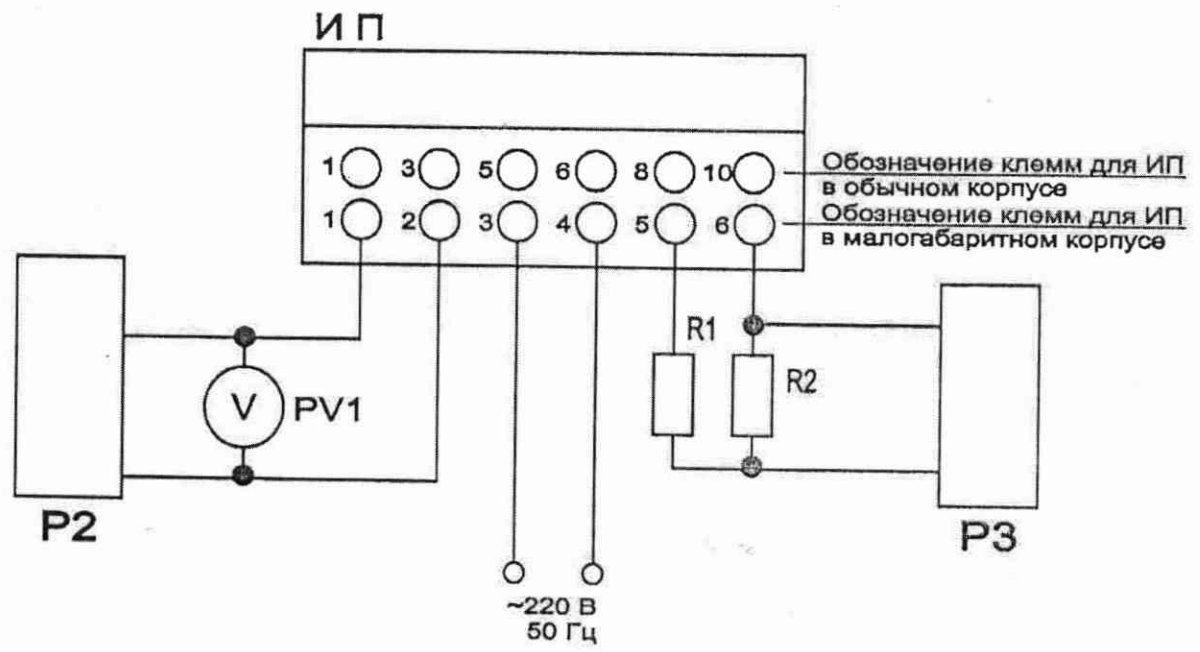 ИП
1 3 5 6 8 10
Обозначение клемм для ИП
в обычном корпусе
1 2 3 4 5 6
Обозначение клемм для ИП
в малогабаритном корпусе
R1
R2
V PV1
P2
P3
~220 В
50 Гц